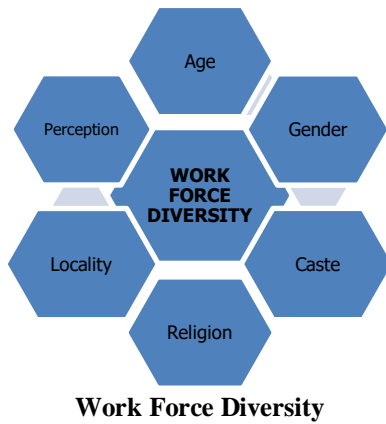 Age
Perception
Gender
WORK
FORCE
DIVERSITY
Locality
Caste
Religion
Work Force Diversity